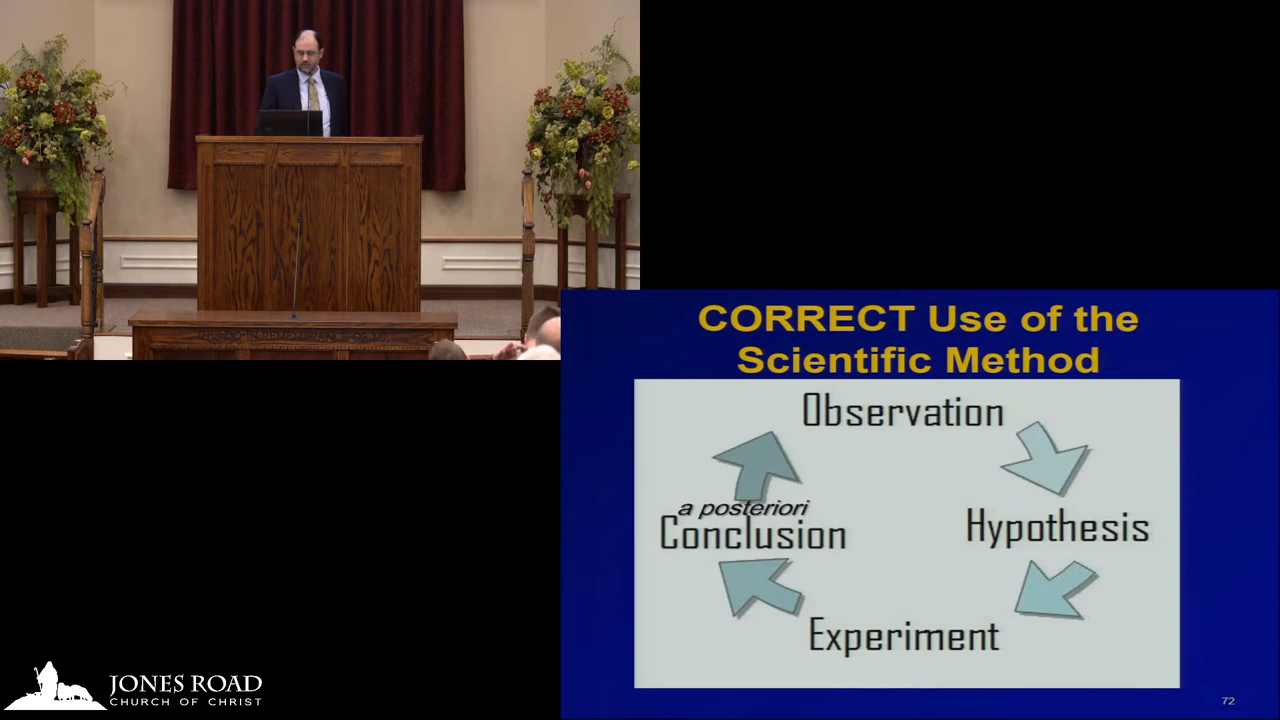 CORRECT Use of the
Scientific Method
Observation
a posteriori
Conclusion
Hypothesis
Experiment
JONES ROAD
CHURCH OF CHRIST
72